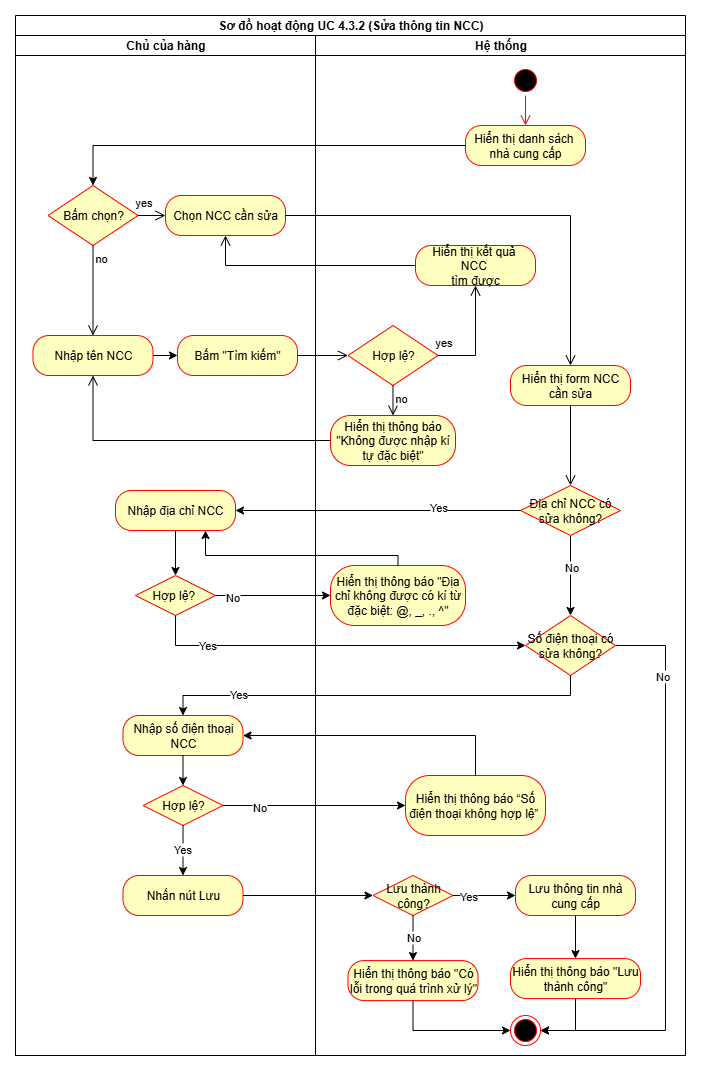 Sơ đồ hoạt động UC 4.3.2 (Sửa thông tin NCC)
Chủ của hàng
Hệ thống
Hiển thị danh sách
nhà cung cấp
Bấm chọn?
yes
Chọn NCC cần sửa
no
Hiển thị kết quả
NCC
tìm được
Nhập tên NCC
Bấm "Tìm kiếm"
Hợp lệ?
yes
no
Hiển thị form NCC
cần sửa
Hiển thị thông báo
"Không được nhập kí
tự đặc biệt"
Địa chỉ NCC có
sửa không?
Yes
Nhập địa chỉ NCC
No
Hợp lệ?
No
Hiển thị thông báo "Địa
chỉ không được có kí từ
đặc biệt: @, _, ., ^"
Yes
Số điện thoại có
sửa không?
No
Yes
Nhập số điện thoại
NCC
Hợp lệ?
No
Hiển thị thông báo “Số
điện thoại không hợp lệ”
Yes
Nhấn nút Lưu
Lưu thành
công?
Yes
Lưu thông tin nhà
cung cấp
No
Hiển thị thông báo "Có
lỗi trong quá trình xử lý"
Hiển thị thông báo "Lưu
thành công"